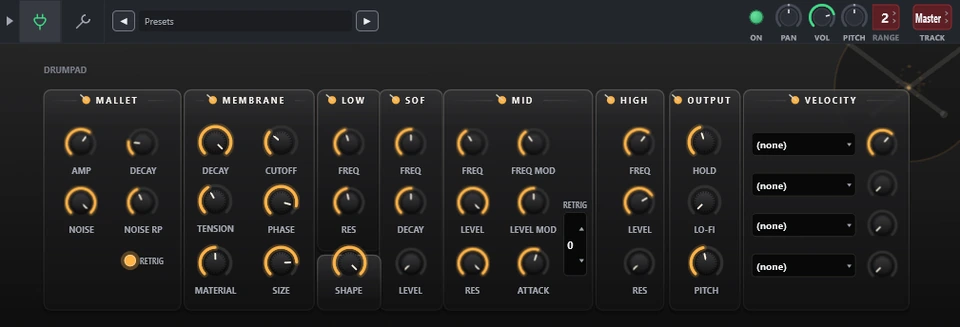 Presets
2
Master
ON PAN VOL PITCH RANGE TRACK
DRUMPAD
MALLET MEMBRANE LOW SOF MID HIGH OUTPUT VELOCITY
(none)
AMP DECAY DECAY CUTOFF FREQ FREQ FREQ FREQ MOD FREQ HOLD
(none)
RETRIG
NOISE NOISE RP TENSION PHASE RES DECAY LEVEL LEVEL MOD LEVEL LO-FI
(none)
0
RETRIG
(none)
MATERIAL SIZE SHAPE LEVEL RES ATTACK RES PITCH